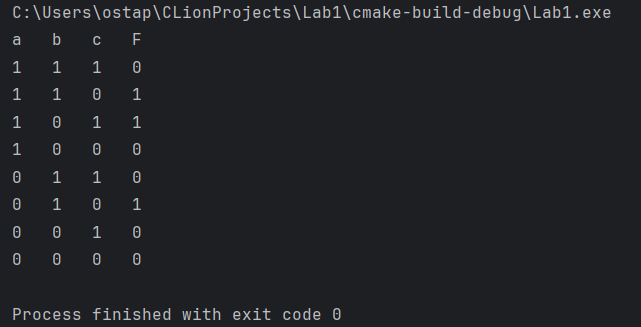 C:\Users\ostap\CLionProjects\Lab1\cmake-build-debug\Lab1.exe
a   b   c   F
1   1   1   0
1   1   0   1
1   0   1   1
1   0   0   0
0   1   1   0
0   1   0   1
0   0   1   0
0   0   0   0

Process finished with exit code 0